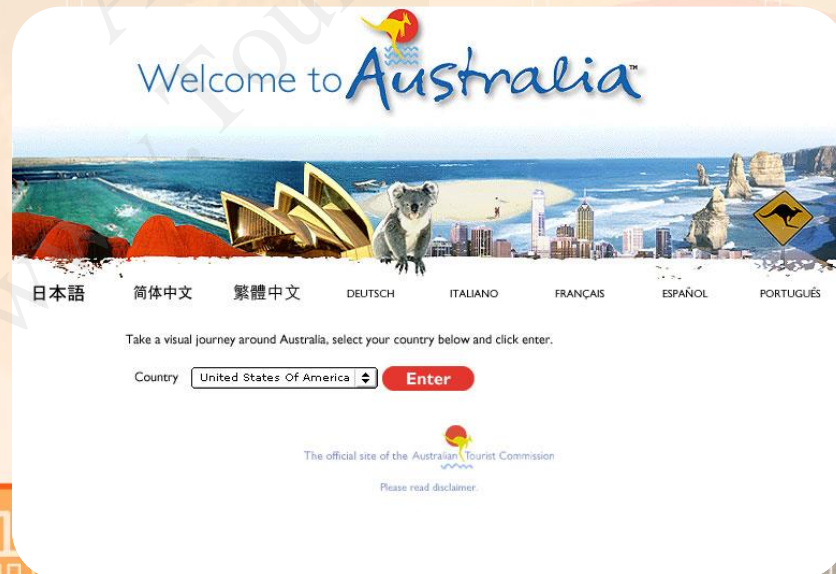 Welcome to Australia™
日本語 简体中文 繁體中文 DEUTSCH ITALIANO FRANÇAIS ESPAÑOL PORTUGUÊS
Take a visual journey around Australia, select your country below and click enter.
Country United States Of America Enter
The official site of the Australian Tourist Commission
Please read disclaimer.